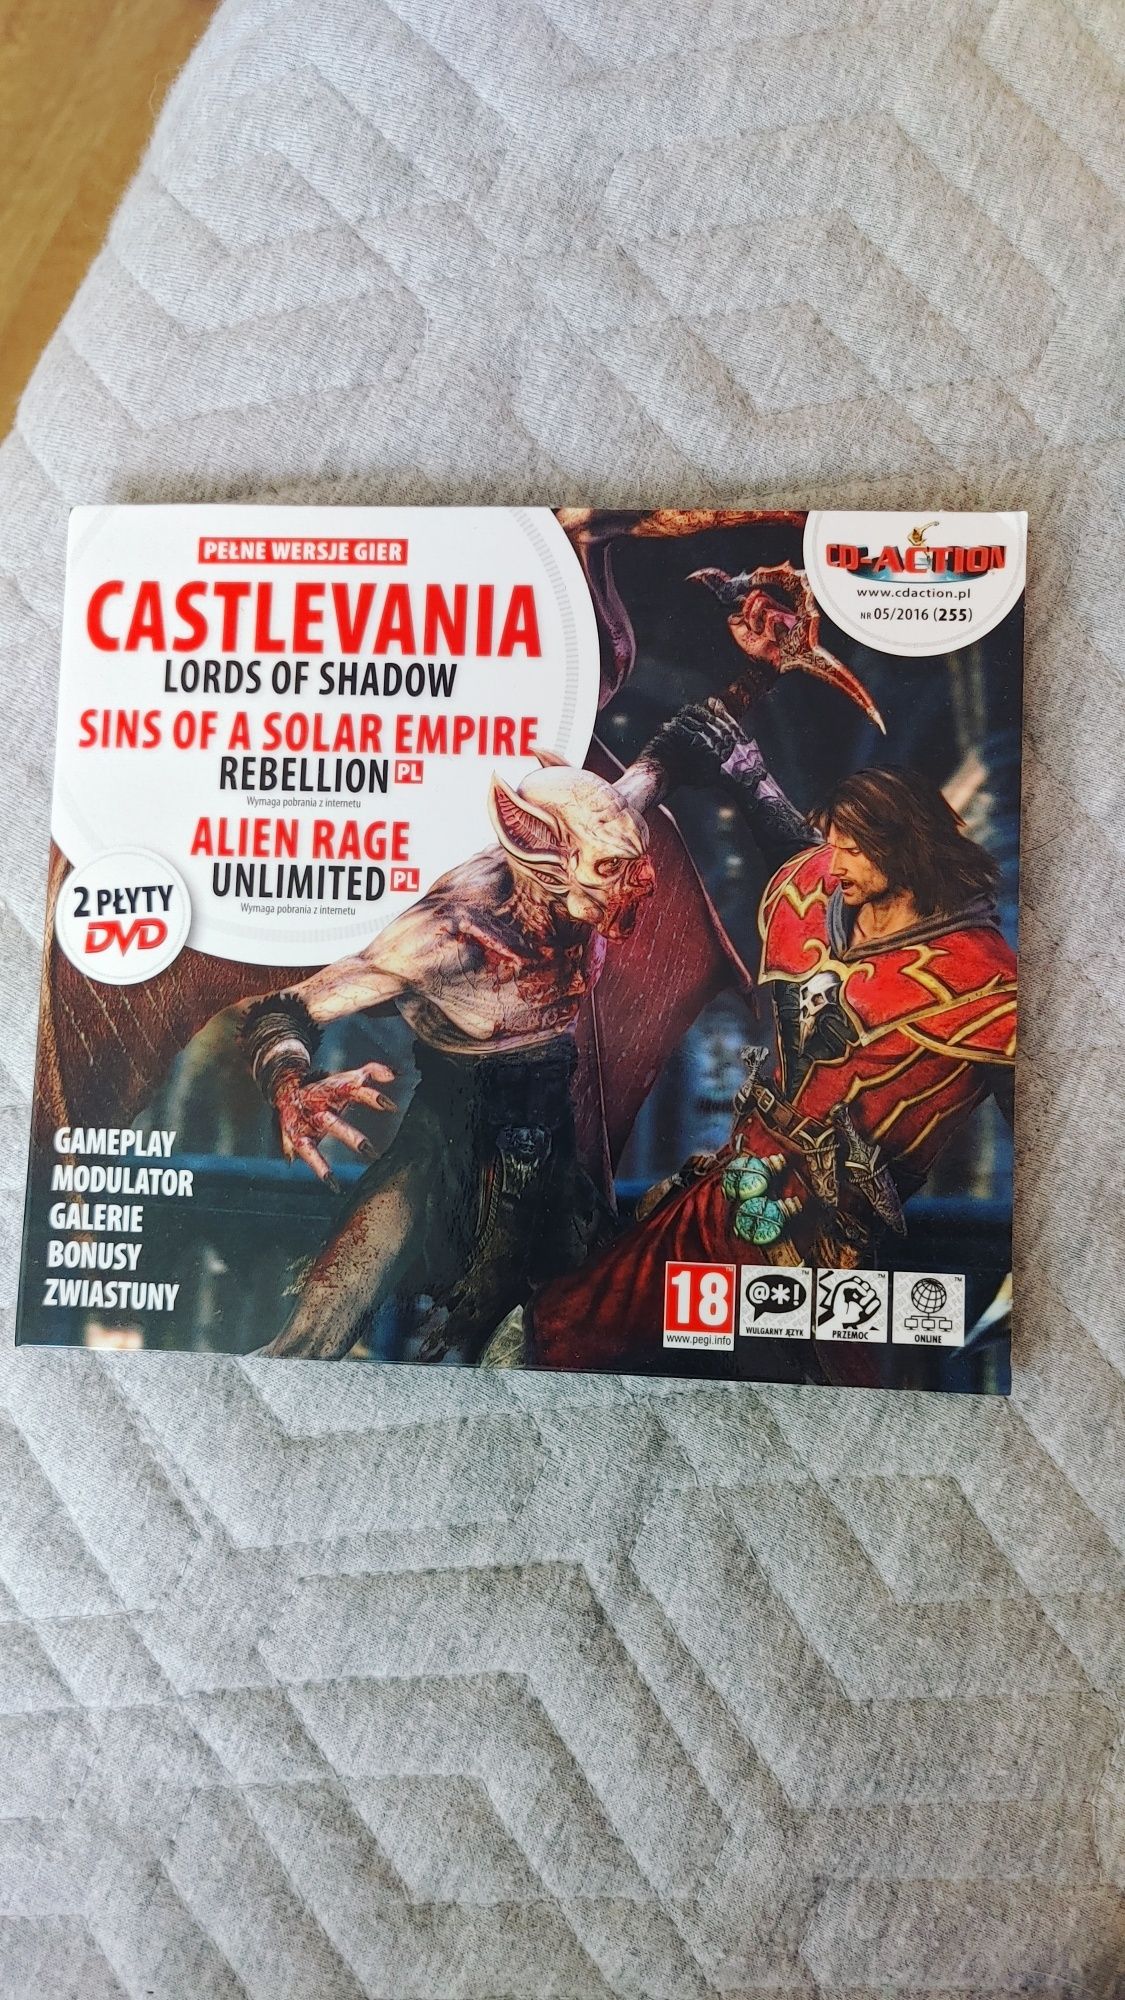 PEŁNE WERSJE GIER
CASTLEVANIA
LORDS OF SHADOW
SINS OF A SOLAR EMPIRE
REBELLION PL
Wymaga pobrania z internetu
ALIEN RAGE
UNLIMITED PL
Wymaga pobrania z internetu
2 PŁYTY
DVD
CD-ACTION
www.cdaction.pl
NR 05/2016 (255)
GAMEPLAY
MODULATOR
GALERIE
BONUSY
ZWIASTUNY
18
www.pegi.info
@*!
WULGARNY JĘZYK
PRZEMOC
ONLINE